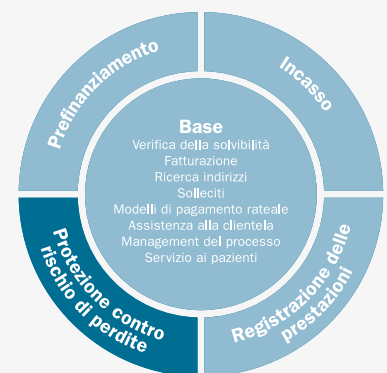 Prefinanziamento
Incasso
Base
Verifica della solvibilità
Fatturazione
Ricerca indirizzi
Solleciti
Modelli di pagamento rateale
Assistenza alla clientela
Management del processo
Servizio ai pazienti
Protezione contro
rischio di perdite
Registrazione delle
prestazioni